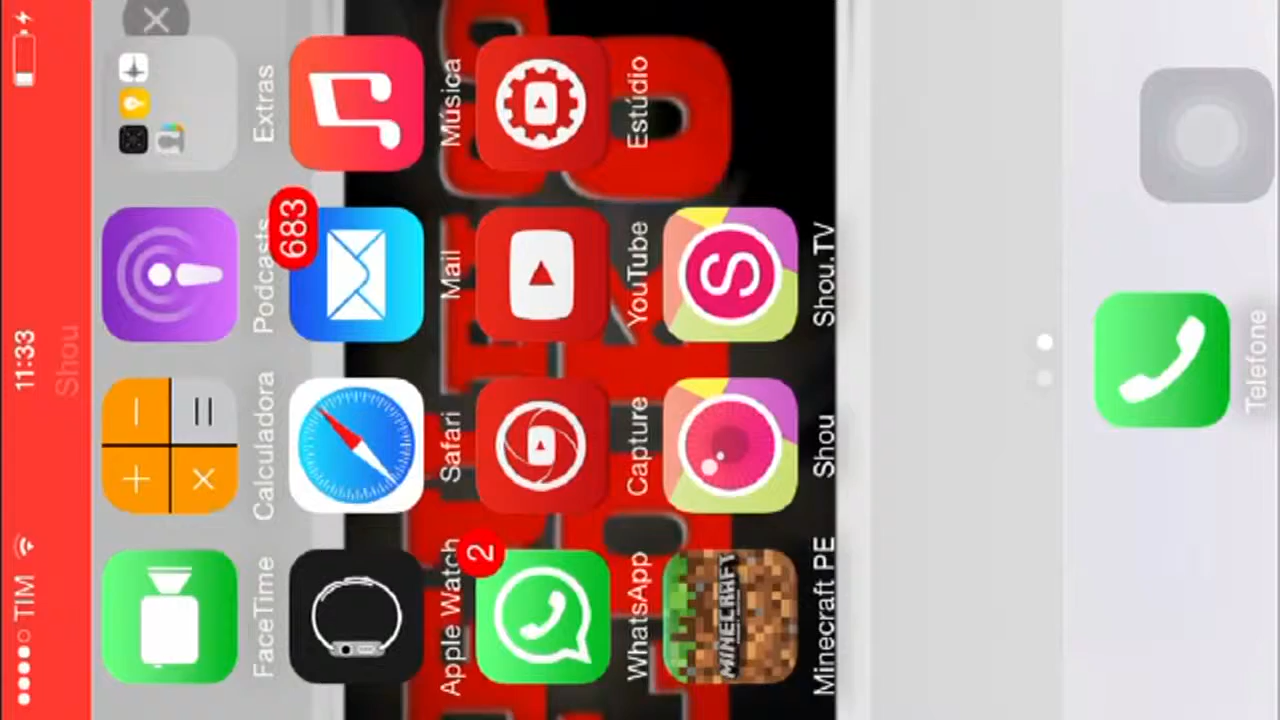 TIM 11:33
Shou
FaceTime Calculadora Podcasts Extras
683
Apple Watch Safari Mail Música
2
WhatsApp Capture YouTube Estúdio
MINECRAFT
Minecraft PE Shou Shou.TV
Telefone